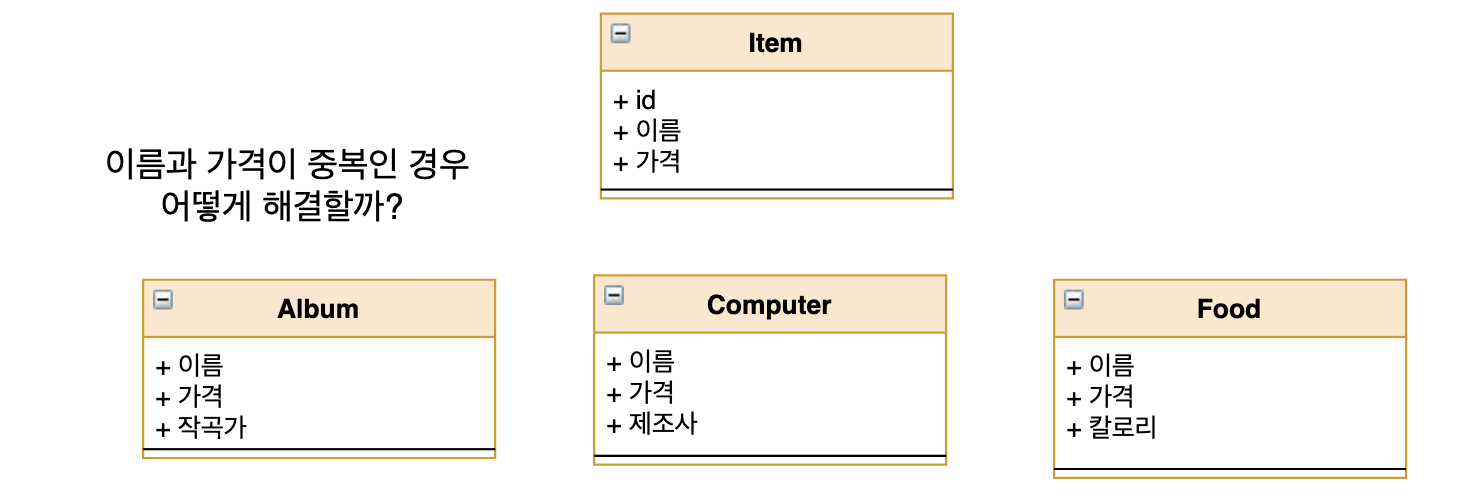 Item
+ id
+ 이름
+ 가격
이름과 가격이 중복인 경우
어떻게 해결할까?
Album
+ 이름
+ 가격
+ 작곡가
Computer
+ 이름
+ 가격
+ 제조사
Food
+ 이름
+ 가격
+ 칼로리